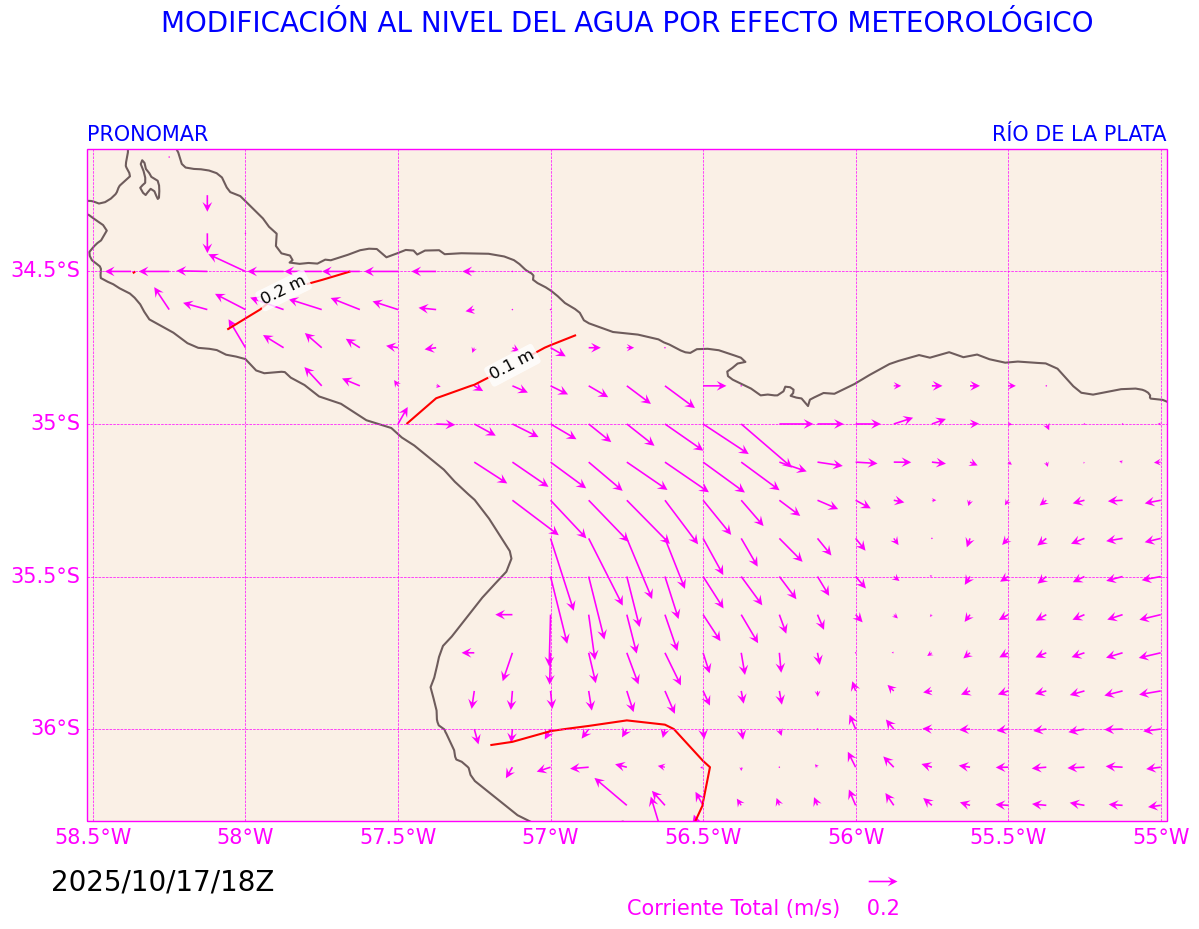 MODIFICACIÓN AL NIVEL DEL AGUA POR EFECTO METEOROLÓGICO
PRONOMAR
RÍO DE LA PLATA
34.5°S
0.2 m
0.1 m
35°S
35.5°S
36°S
58.5°W
58°W
57.5°W
57°W
56.5°W
56°W
55.5°W
55°W
2025/10/17/18Z
Corriente Total (m/s)
0.2